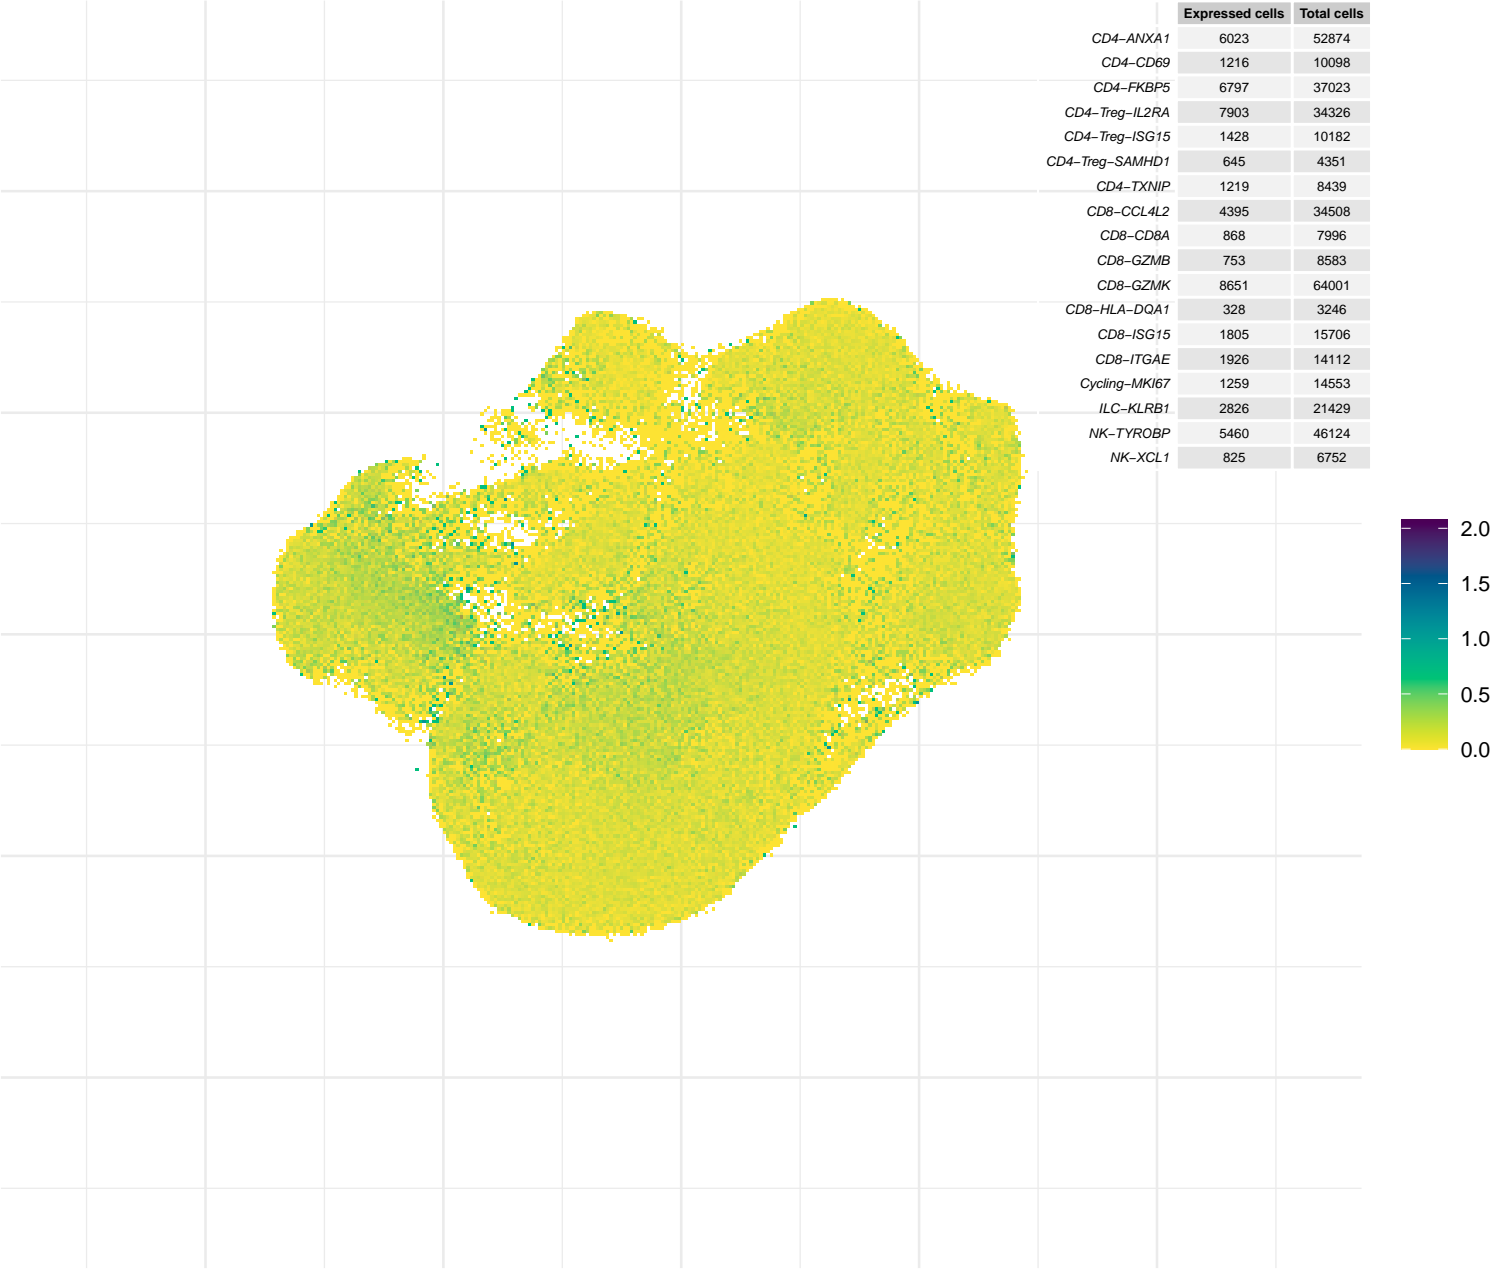 Expressed cells Total cells
CD4−ANXA1 6023 52874
CD4−CD69 1216 10098
CD4−FKBP5 6797 37023
CD4−Treg−IL2RA 7903 34326
CD4−Treg−ISG15 1428 10182
CD4−Treg−SAMHD1 645 4351
CD4−TXNIP 1219 8439
CD8−CCL4L2 4395 34508
CD8−CD8A 868 7996
CD8−GZMB 753 8583
CD8−GZMK 8651 64001
CD8−HLA−DQA1 328 3246
CD8−ISG15 1805 15706
CD8−ITGAE 1926 14112
Cycling−MKI67 1259 14553
ILC−KLRB1 2826 21429
NK−TYROBP 5460 46124
NK−XCL1 825 6752
2.0
1.5
1.0
0.5
0.0